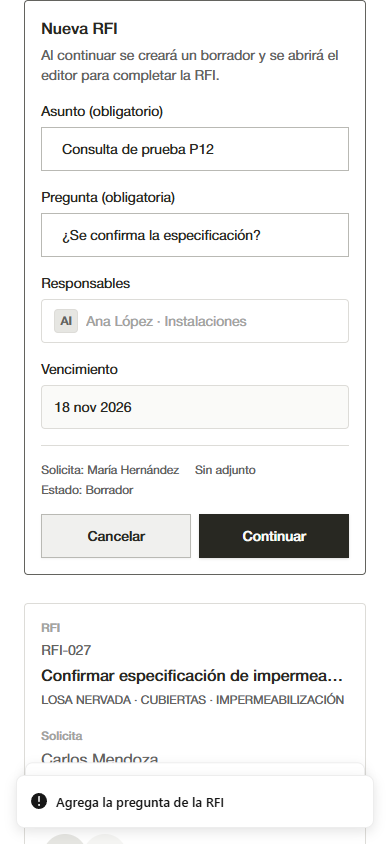 Nueva RFI
Al continuar se creará un borrador y se abrirá el
editor para completar la RFI.
Asunto (obligatorio)
Consulta de prueba P12
Pregunta (obligatoria)
¿Se confirma la especificación?
Responsables
AI Ana López · Instalaciones
Vencimiento
18 nov 2026
Solicita: María Hernández Sin adjunto
Estado: Borrador
Cancelar Continuar
RFI
RFI-027
Confirmar especificación de impermea…
LOSA NERVADA · CUBIERTAS · IMPERMEABILIZACIÓN
Solicita
Carlos Mendoza
Agrega la pregunta de la RFI